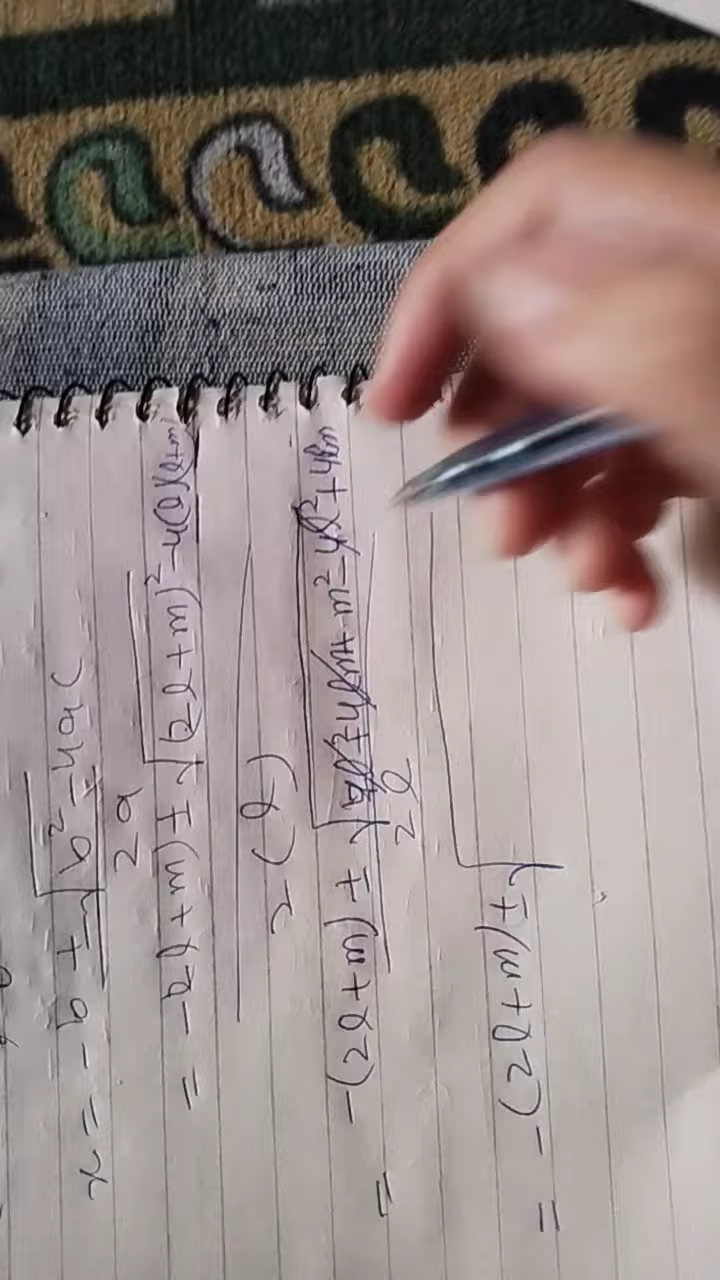 x = -b ± √b² - 4ac
2a
= -(2l + m) ± √(2l + m)² - 4(l)(l+m)
2(l)
= -(2l + m) ± √4l² + 4lm + m² - 4l² + 4lm
2l
= -(2l + m) ± √